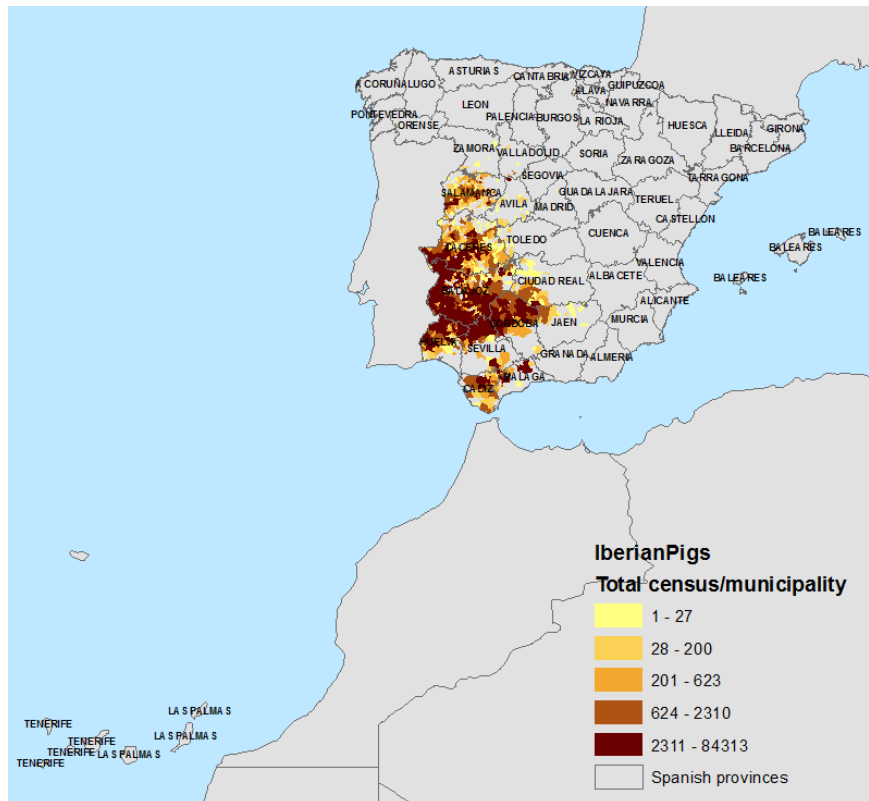 ASTURIAS
CANTABRIA
VIZCAYA
GUIPUZCOA
A CORUÑA
LUGO
ALAVA
NAVARRA
LEON
PONTEVEDRA
ORENSE
PALENCIA
BURGOS
LA RIOJA
HUESCA
LLEIDA
GIRONA
BARCELONA
ZAMORA
VALLADOLID
SORIA
ZARAGOZA
TARRAGONA
SEGOVIA
SALAMANCA
GUADALAJARA
AVILA
MADRID
TERUEL
CASTELLON
CACERES
TOLEDO
CUENCA
BALEARES
BALEARES
BALEARES
VALENCIA
CIUDAD REAL
ALBACETE
BADAJOZ
ALICANTE
CORDOBA
JAEN
MURCIA
HUELVA
SEVILLA
GRANADA
ALMERIA
MALAGA
CADIZ
IberianPigs
Total census/municipality
1 - 27
28 - 200
201 - 623
624 - 2310
2311 - 84313
Spanish provinces
LAS PALMAS
TENERIFE
LAS PALMAS
TENERIFE
TENERIFE
LAS PALMAS
TENERIFE